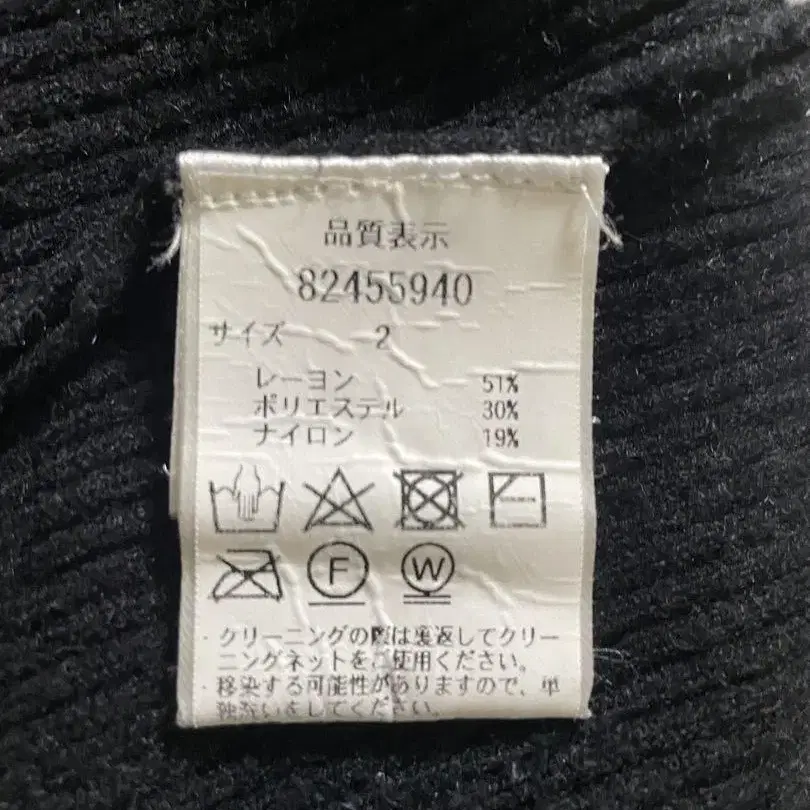 品質表示
82455940
サイズ 2
レーヨン 51%
ポリエステル 30%
ナイロン 19%
F W
・クリーニングの際は裏返してクリー
ニングネットをご使用ください。
・移染する可能性がありますので、単
独洗いをしてください。